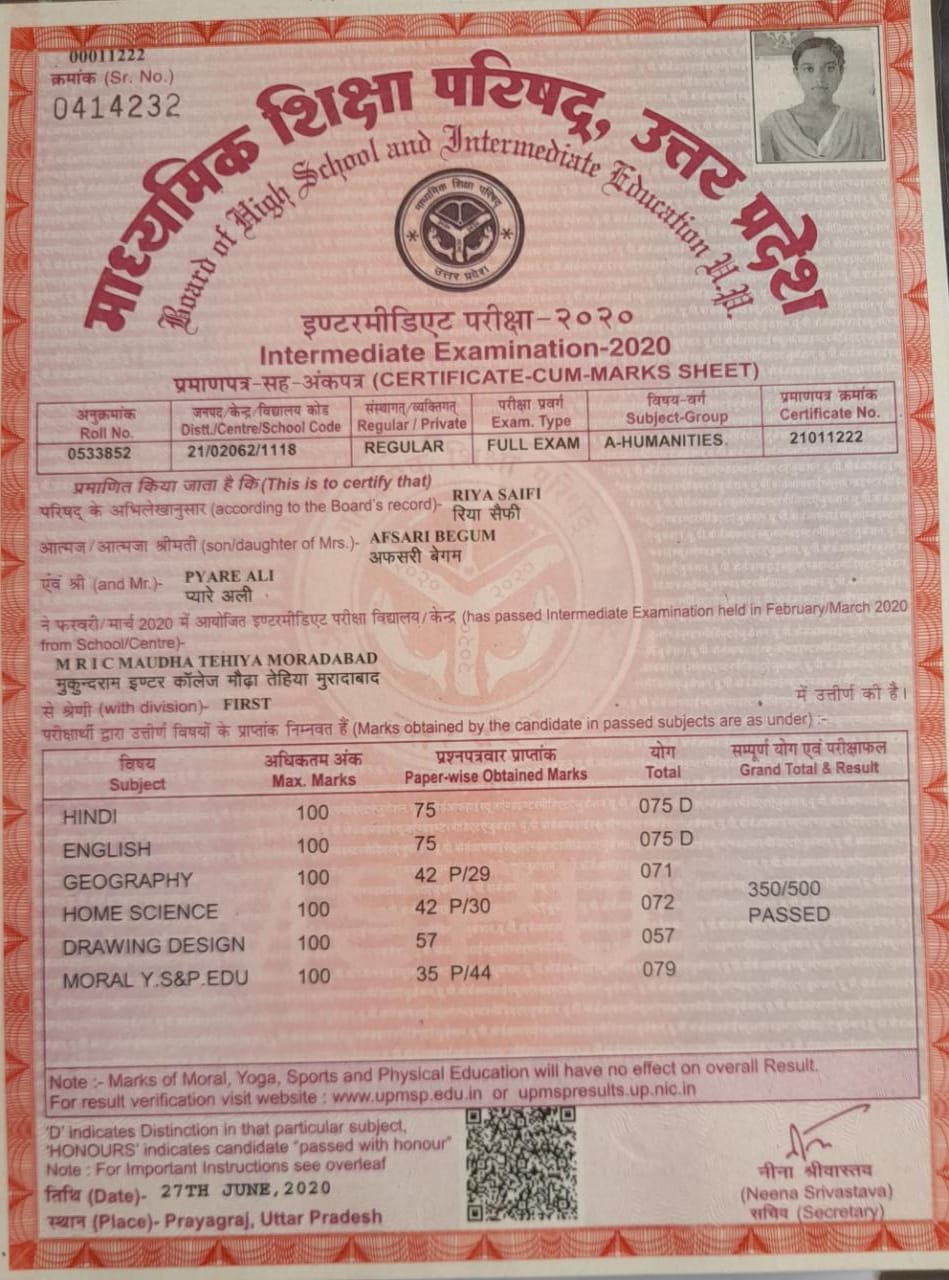 00011222
क्रमांक (Sr. No.)
0414232
माध्यमिक शिक्षा परिषद्, उत्तर प्रदेश
Board of High School and Intermediate Education U.P.
माध्यमिक शिक्षा परिषद्
उत्तर प्रदेश
इण्टरमीडिएट परीक्षा-२०२०
Intermediate Examination-2020
प्रमाणपत्र-सह-अंकपत्र (CERTIFICATE-CUM-MARKS SHEET)
अनुक्रमांक जनपद/केन्द्र/विद्यालय कोड संस्थागत/व्यक्तिगत् परीक्षा प्रवर्ग विषय-वर्ग प्रमाणपत्र क्रमांक
Roll No. Distt./Centre/School Code Regular / Private Exam. Type Subject-Group Certificate No.
0533852 21/02062/1118 REGULAR FULL EXAM A-HUMANITIES 21011222
प्रमाणित किया जाता है कि (This is to certify that)
परिषद् के अभिलेखानुसार (according to the Board's record)- RIYA SAIFI
रिया सैफी
आत्मज/आत्मजा श्रीमती (son/daughter of Mrs.)- AFSARI BEGUM
अफसरी बेगम
एंव श्री (and Mr.)- PYARE ALI
प्यारे अली
ने फरवरी/मार्च 2020 में आयोजित इण्टरमीडिएट परीक्षा विद्यालय/केन्द्र (has passed Intermediate Examination held in February/March 2020
from School/Centre)-
M R I C MAUDHA TEHIYA MORADABAD
मुकुन्दराम इण्टर कॉलेज मौढ़ा तेहिया मुरादाबाद
से श्रेणी (with division)- FIRST में उत्तीर्ण की है।
परीक्षार्थी द्वारा उत्तीर्ण विषयों के प्राप्तांक निम्नवत हैं (Marks obtained by the candidate in passed subjects are as under) :-
विषय अधिकतम अंक प्रश्नपत्रवार प्राप्तांक योग सम्पूर्ण योग एवं परीक्षाफल
Subject Max. Marks Paper-wise Obtained Marks Total Grand Total & Result
HINDI 100 75 075 D
ENGLISH 100 75 075 D
GEOGRAPHY 100 42 P/29 071
350/500
HOME SCIENCE 100 42 P/30 072
PASSED
DRAWING DESIGN 100 57 057
MORAL Y.S&P.EDU 100 35 P/44 079
Note :- Marks of Moral, Yoga, Sports and Physical Education will have no effect on overall Result.
For result verification visit website : www.upmsp.edu.in or upmspresults.up.nic.in
'D' indicates Distinction in that particular subject,
'HONOURS' indicates candidate "passed with honour"
Note : For Important Instructions see overleaf
तिथि (Date)- 27TH JUNE,2020
स्थान (Place)- Prayagraj, Uttar Pradesh
नीना श्रीवास्तव
(Neena Srivastava)
सचिव (Secretary)